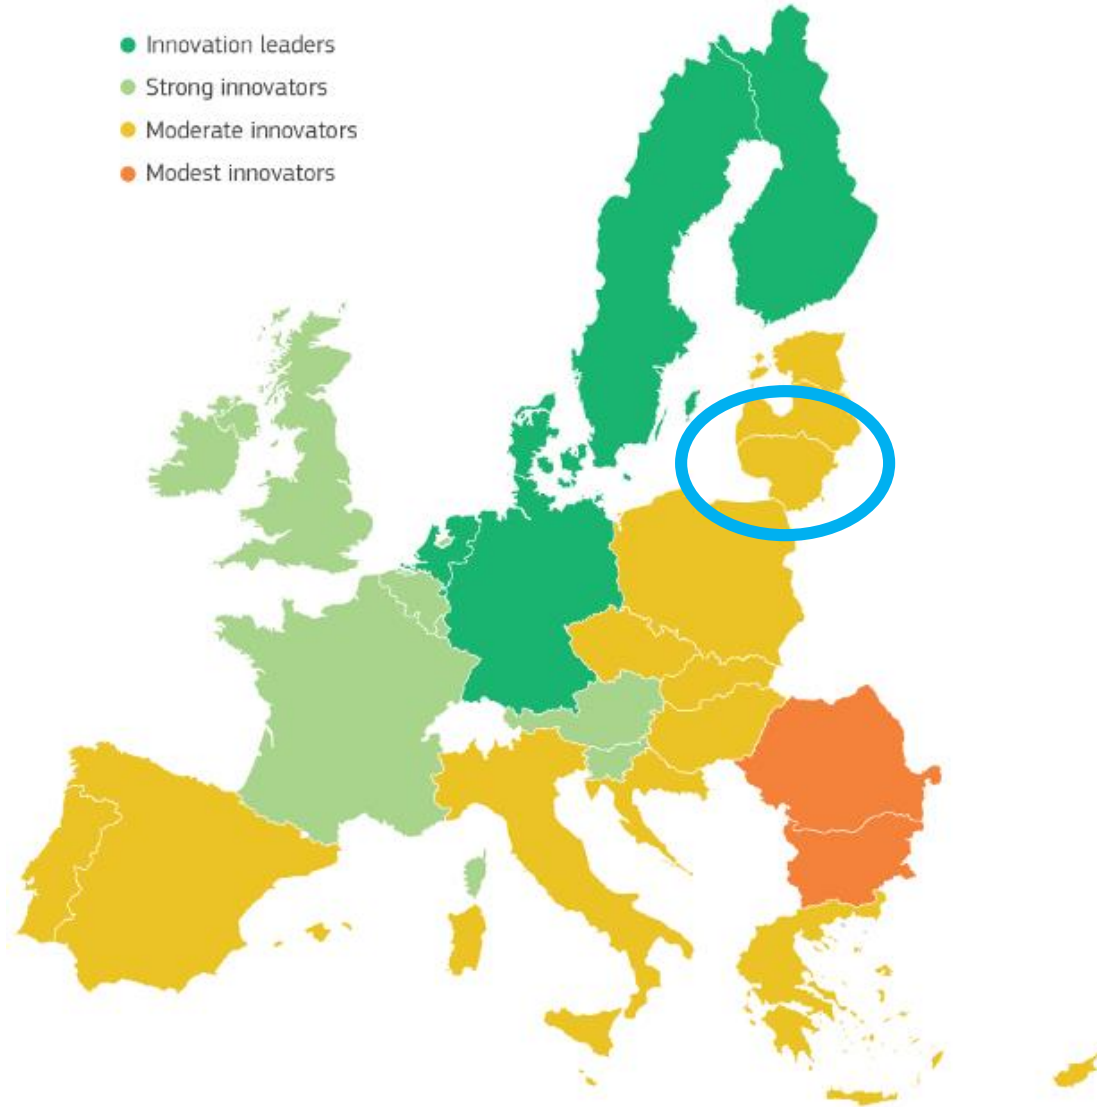 Innovation leaders
Strong innovators
Moderate innovators
Modest innovators